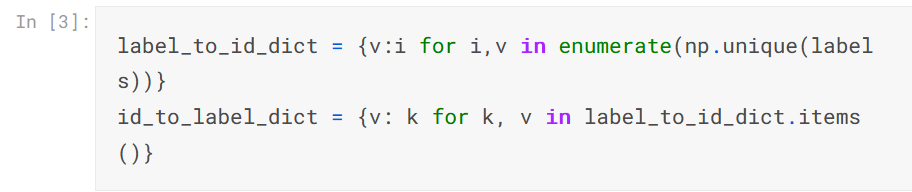 In [3]:
label_to_id_dict = {v:i for i,v in enumerate(np.unique(label
s))}
id_to_label_dict = {v: k for k, v in label_to_id_dict.items
()}